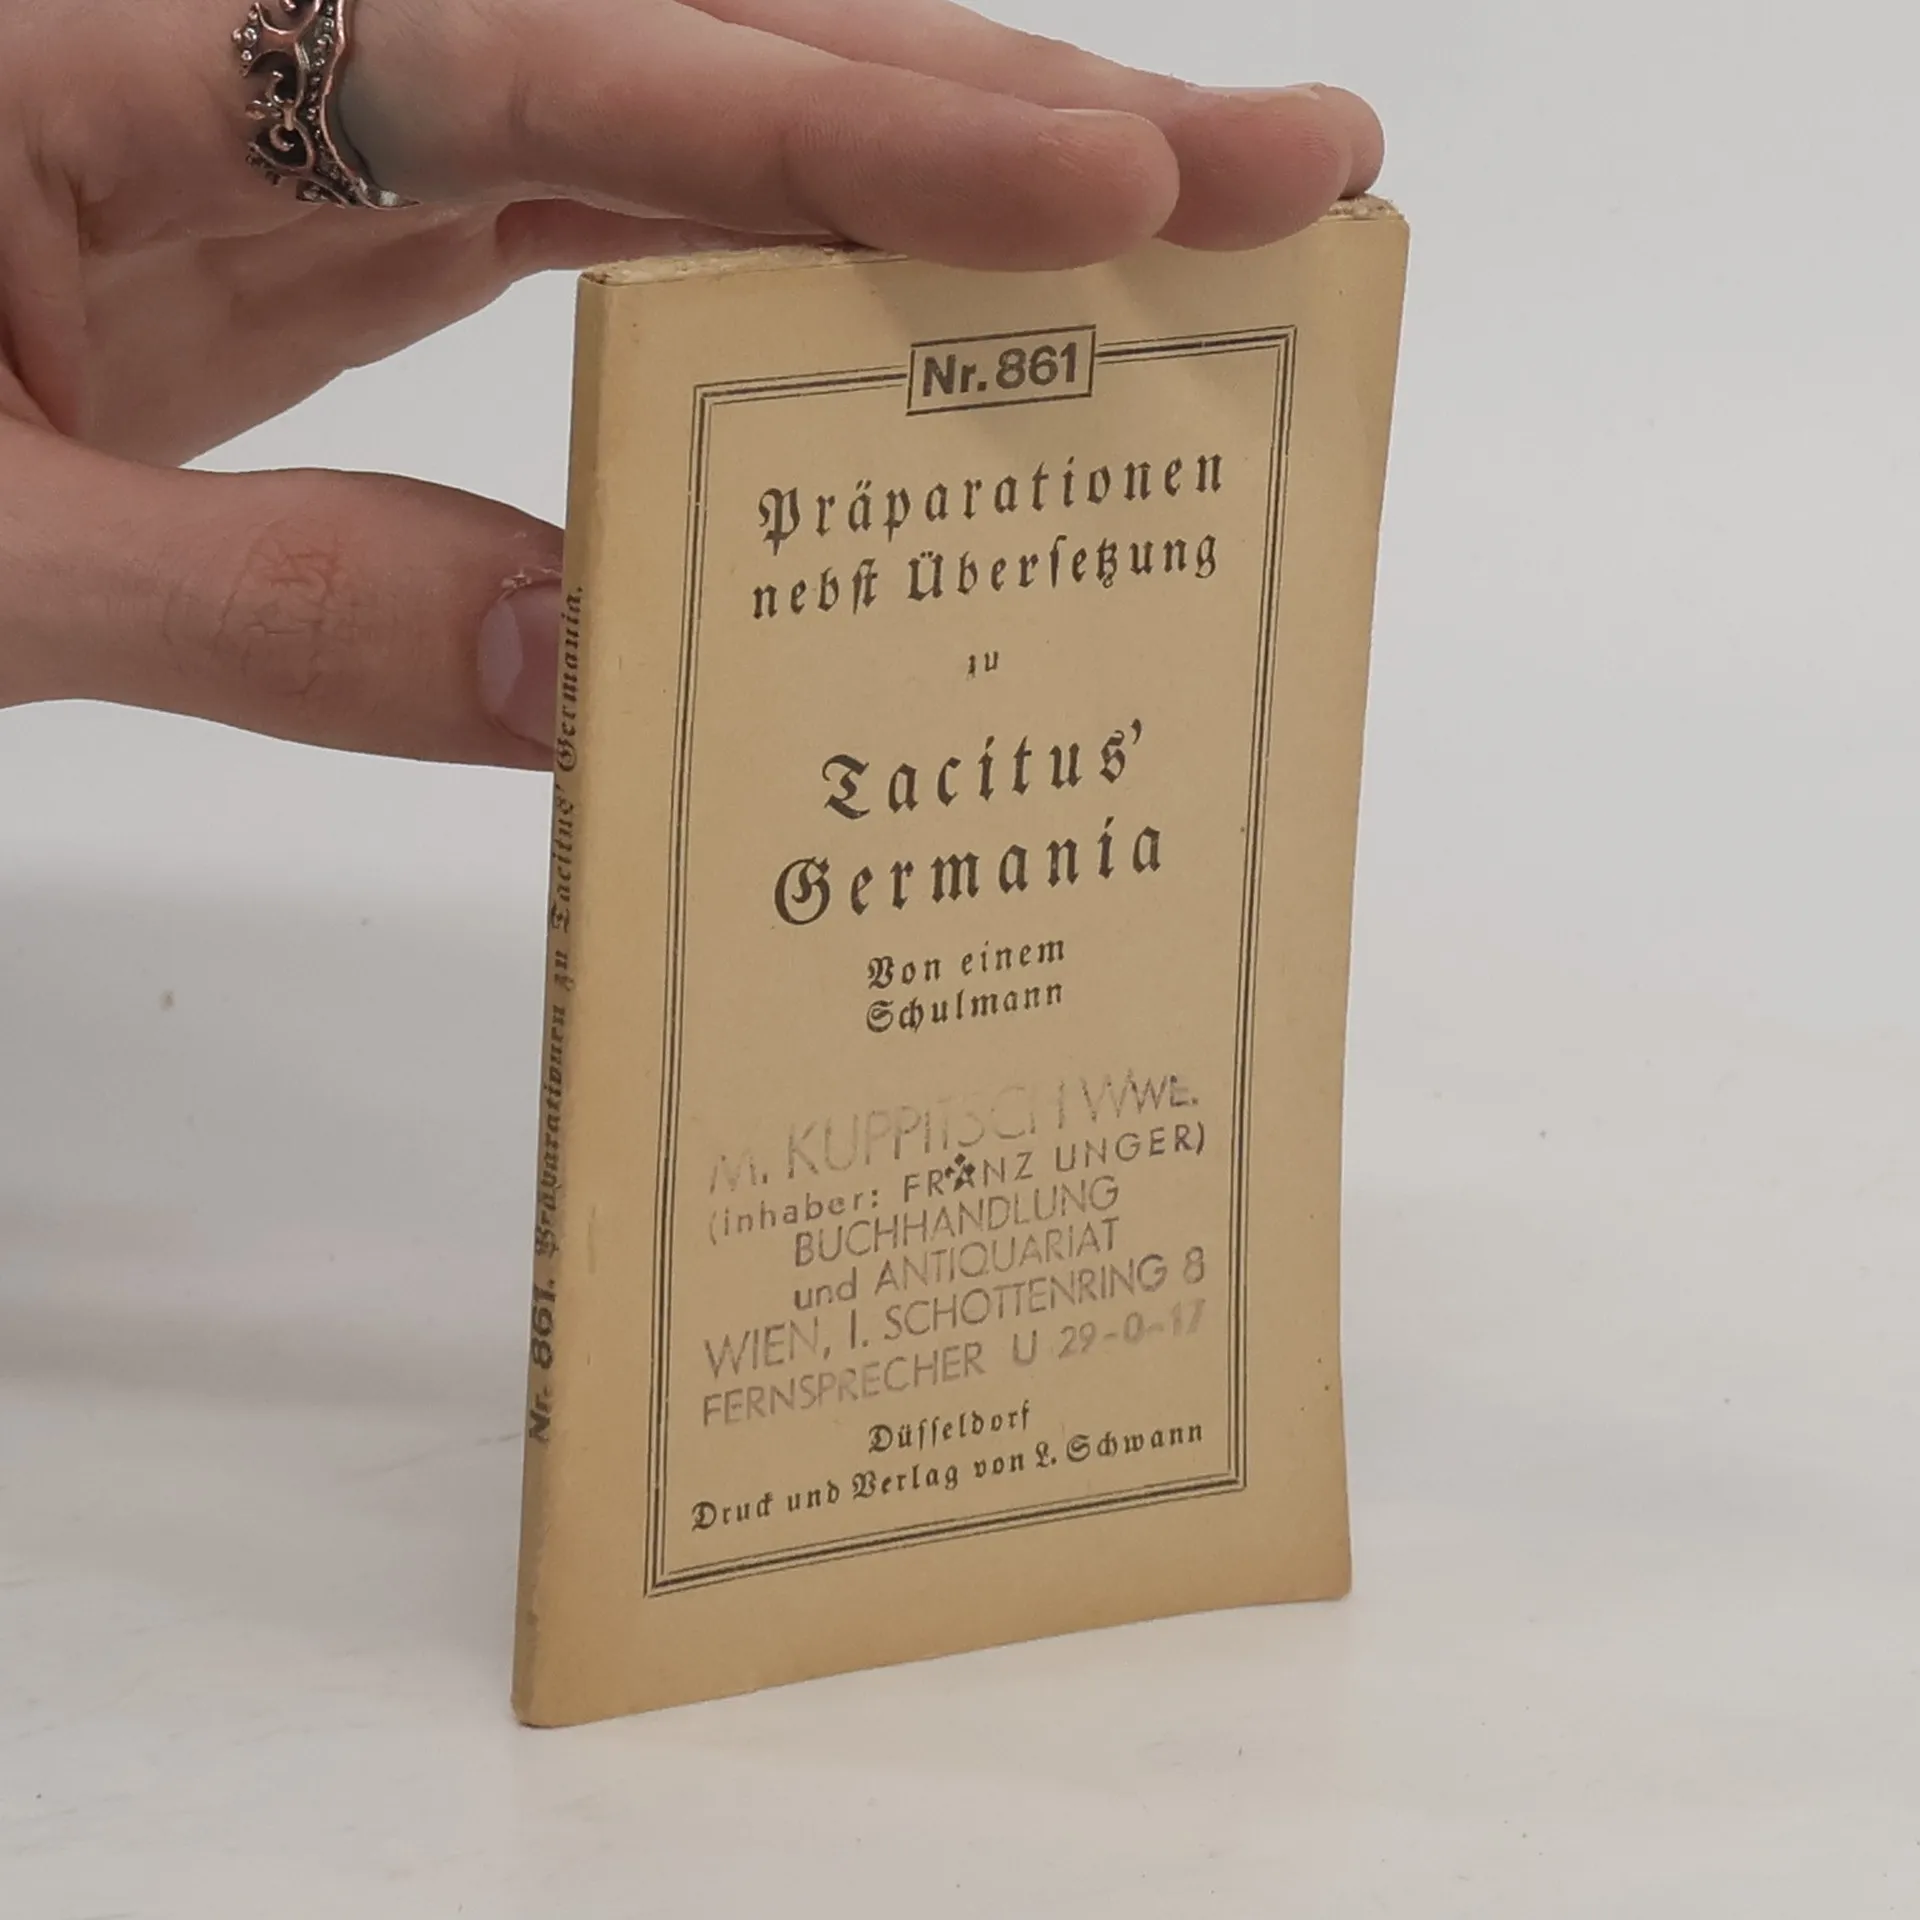 Nr. 861
Präparationen
nebst Übersetzung
zu
Tacitus'
Germania
Von einem
Schulmann
M. KUPPITSCH WWE.
(inhaber: FRANZ UNGER)
BUCHHANDLUNG
und ANTIQUARIAT
WIEN, I. SCHOTTENRING 8
FERNSPRECHER U 29-0-17
Düsseldorf
Druck und Verlag von L. Schwann
Nr. 861. Präparationen zu Tacitus' Germania.